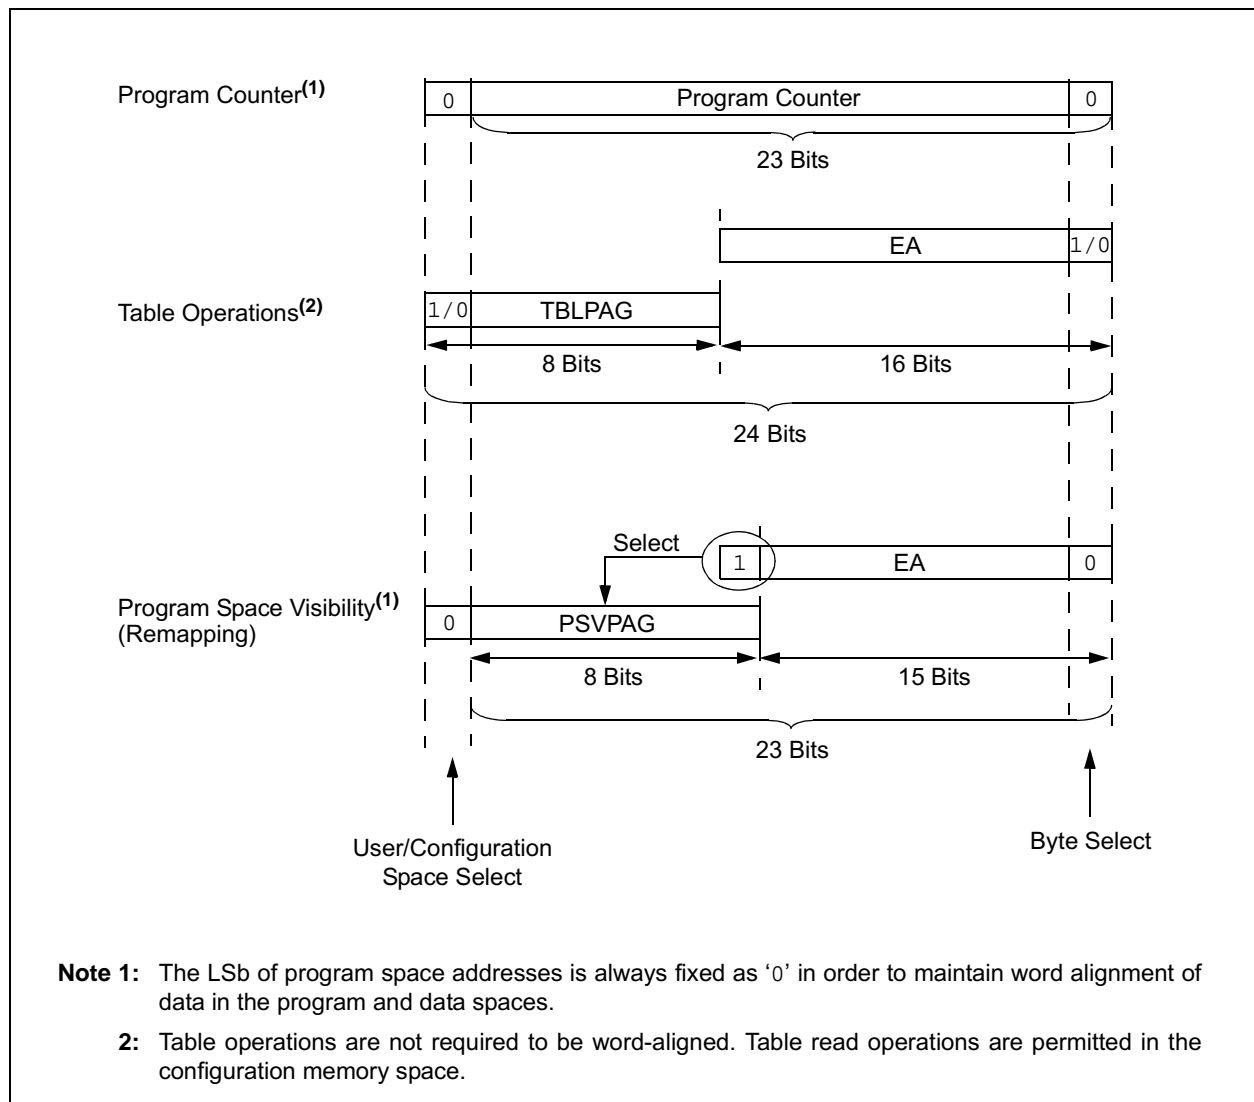 Program Counter(1)
0
Program Counter
0
23 Bits
EA
1/0
Table Operations(2)
1/0
TBLPAG
8 Bits
16 Bits
24 Bits
Select
1
EA
0
Program Space Visibility(1)
(Remapping)
0
PSVPAG
8 Bits
15 Bits
23 Bits
User/Configuration
Space Select
Byte Select
Note 1: The LSb of program space addresses is always fixed as ‘0’ in order to maintain word alignment of
data in the program and data spaces.
2: Table operations are not required to be word-aligned. Table read operations are permitted in the
configuration memory space.